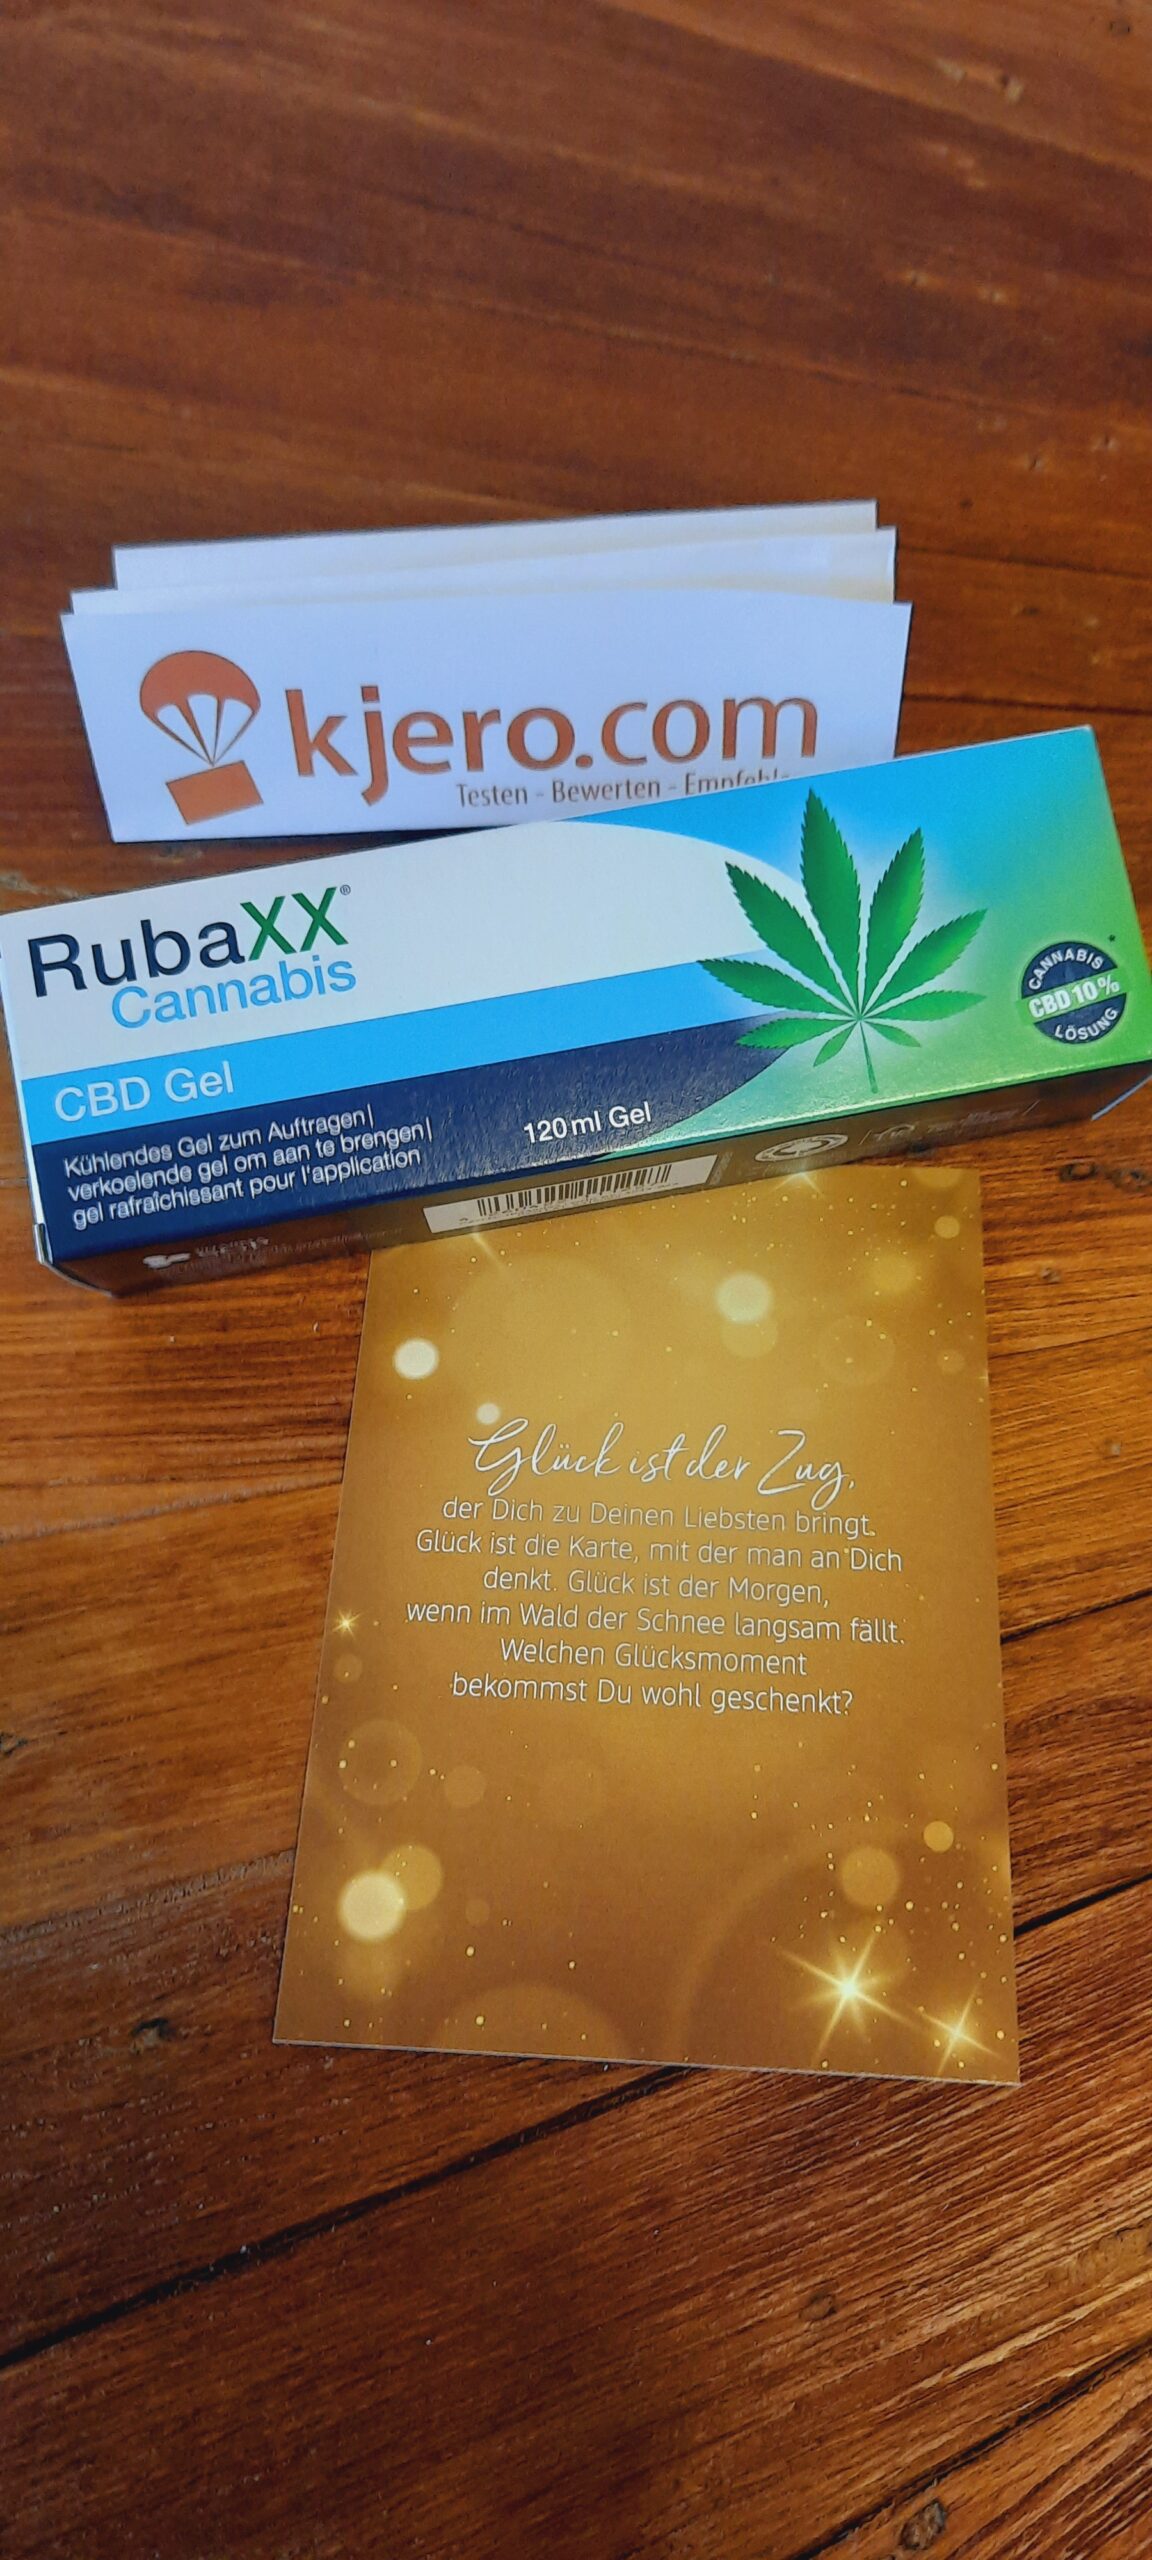 kjero.com
Testen - Bewerten -
RubaXX®
Cannabis
CBD Gel
Kühlendes Gel zum Auftragen|
verkoelende gel om aan te brengen|
gel rafraîchissant pour l'application
120 ml Gel
CANNABIS
CBD 10%
LÖSUNG
*
Glück ist der Zug,
der Dich zu Deinen Liebsten bringt.
Glück ist die Karte, mit der man an Dich
denkt. Glück ist der Morgen,
wenn im Wald der Schnee langsam fällt.
Welchen Glücksmoment
bekommst Du wohl geschenkt?